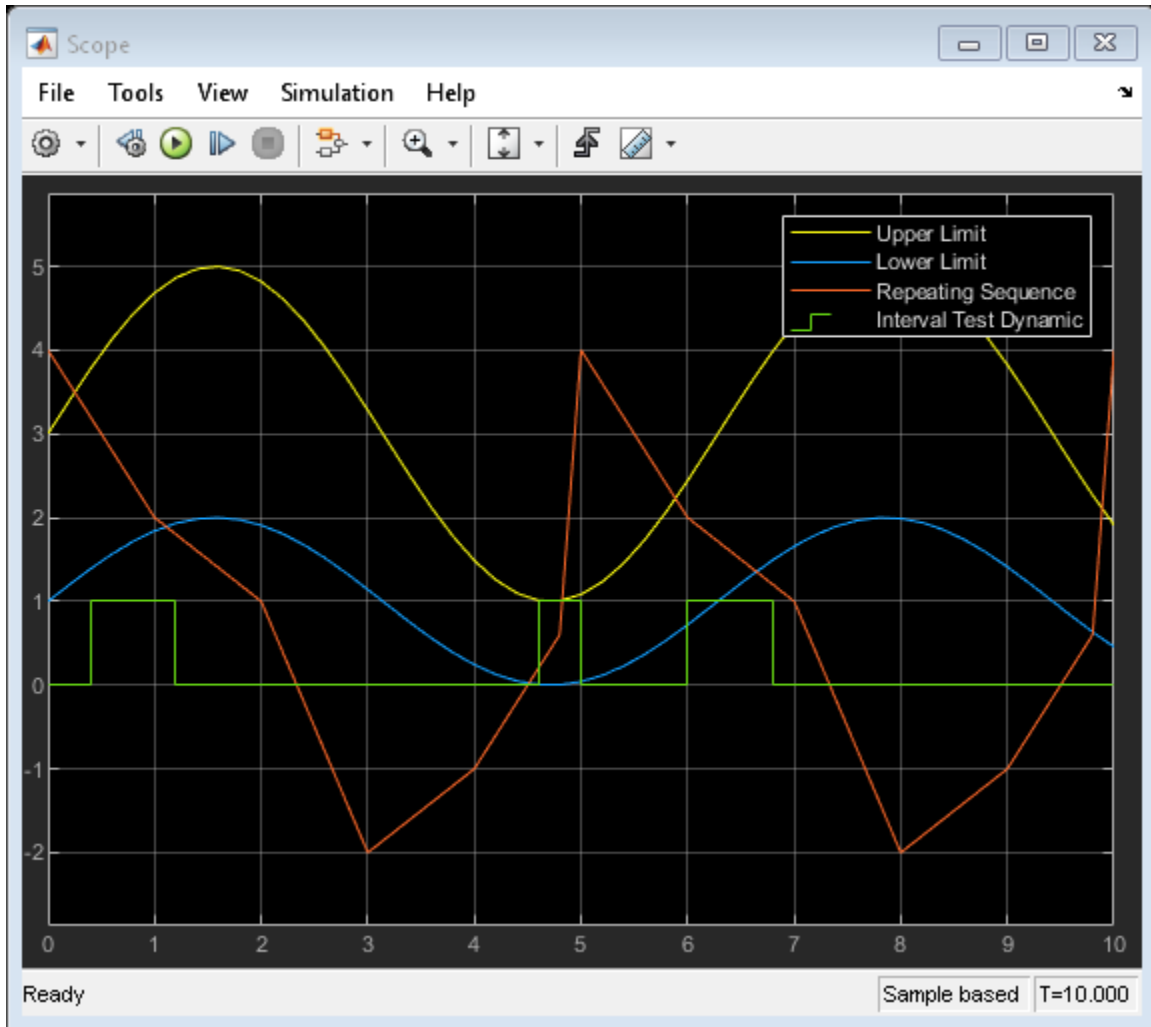 Scope
File Tools View Simulation Help
Upper Limit
Lower Limit
Repeating Sequence
Interval Test Dynamic
5
4
3
2
1
0
-1
-2
0 1 2 3 4 5 6 7 8 9 10
Ready Sample based T=10.000